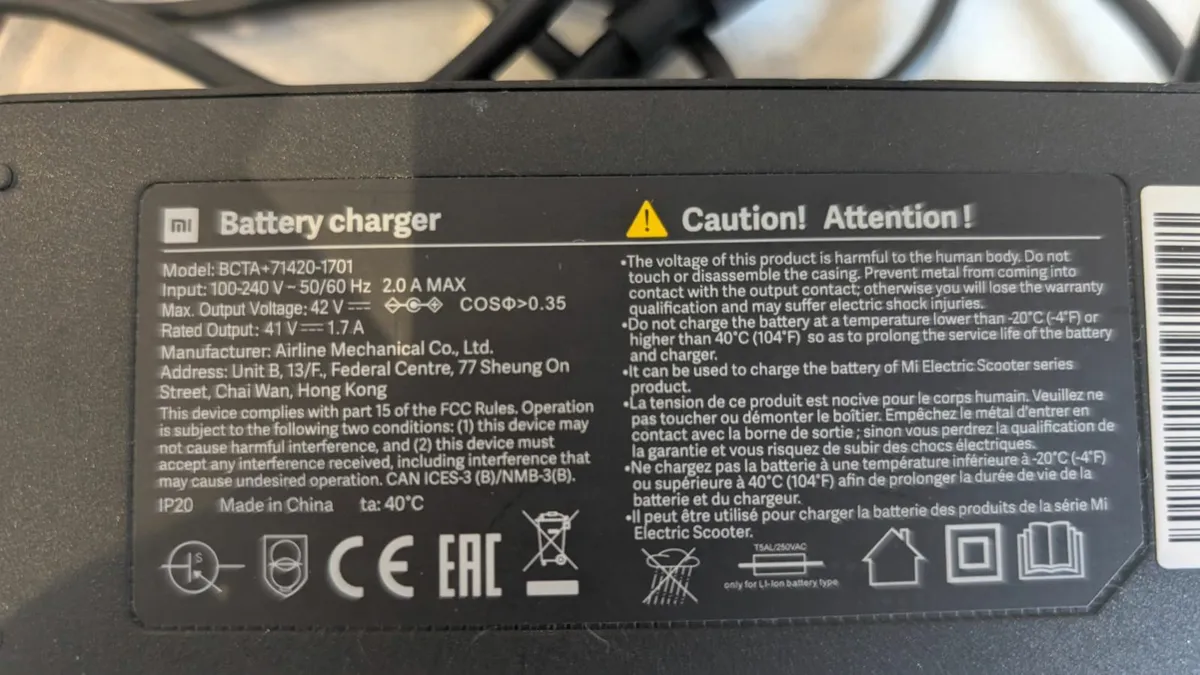 mi Battery charger
Model: BCTA+71420-1701
Input: 100-240 V ~ 50/60 Hz 2.0 A MAX
Max. Output Voltage: 42 V COSΦ>0.35
Rated Output: 41 V 1.7 A
Manufacturer: Airline Mechanical Co., Ltd.
Address: Unit B, 13/F., Federal Centre, 77 Sheung On
Street, Chai Wan, Hong Kong
This device complies with part 15 of the FCC Rules. Operation
is subject to the following two conditions: (1) this device may
not cause harmful interference, and (2) this device must
accept any interference received, including interference that
may cause undesired operation. CAN ICES-3 (B)/NMB-3(B).
IP20 Made in China ta: 40°C
S
CE EAC
Caution! Attention!
•The voltage of this product is harmful to the human body. Do not
touch or disassemble the casing. Prevent metal from coming into
contact with the output contact; otherwise you will lose the warranty
qualification and may suffer electric shock injuries.
•Do not charge the battery at a temperature lower than -20°C (-4°F) or
higher than 40°C (104°F) so as to prolong the service life of the battery
and charger.
•It can be used to charge the battery of Mi Electric Scooter series
product.
•La tension de ce produit est nocive pour le corps humain. Veuillez ne
pas toucher ou démonter le boîtier. Empêchez le métal d'entrer en
contact avec la borne de sortie ; sinon vous perdrez la qualification de
la garantie et vous risquez de subir des chocs électriques.
•Ne chargez pas la batterie à une température inférieure à -20°C (-4°F)
ou supérieure à 40°C (104°F) afin de prolonger la durée de vie de la
batterie et du chargeur.
•Il peut être utilisé pour charger la batterie des produits de la série Mi
Electric Scooter.
T5AL/250VAC
only for Li-Ion battery type